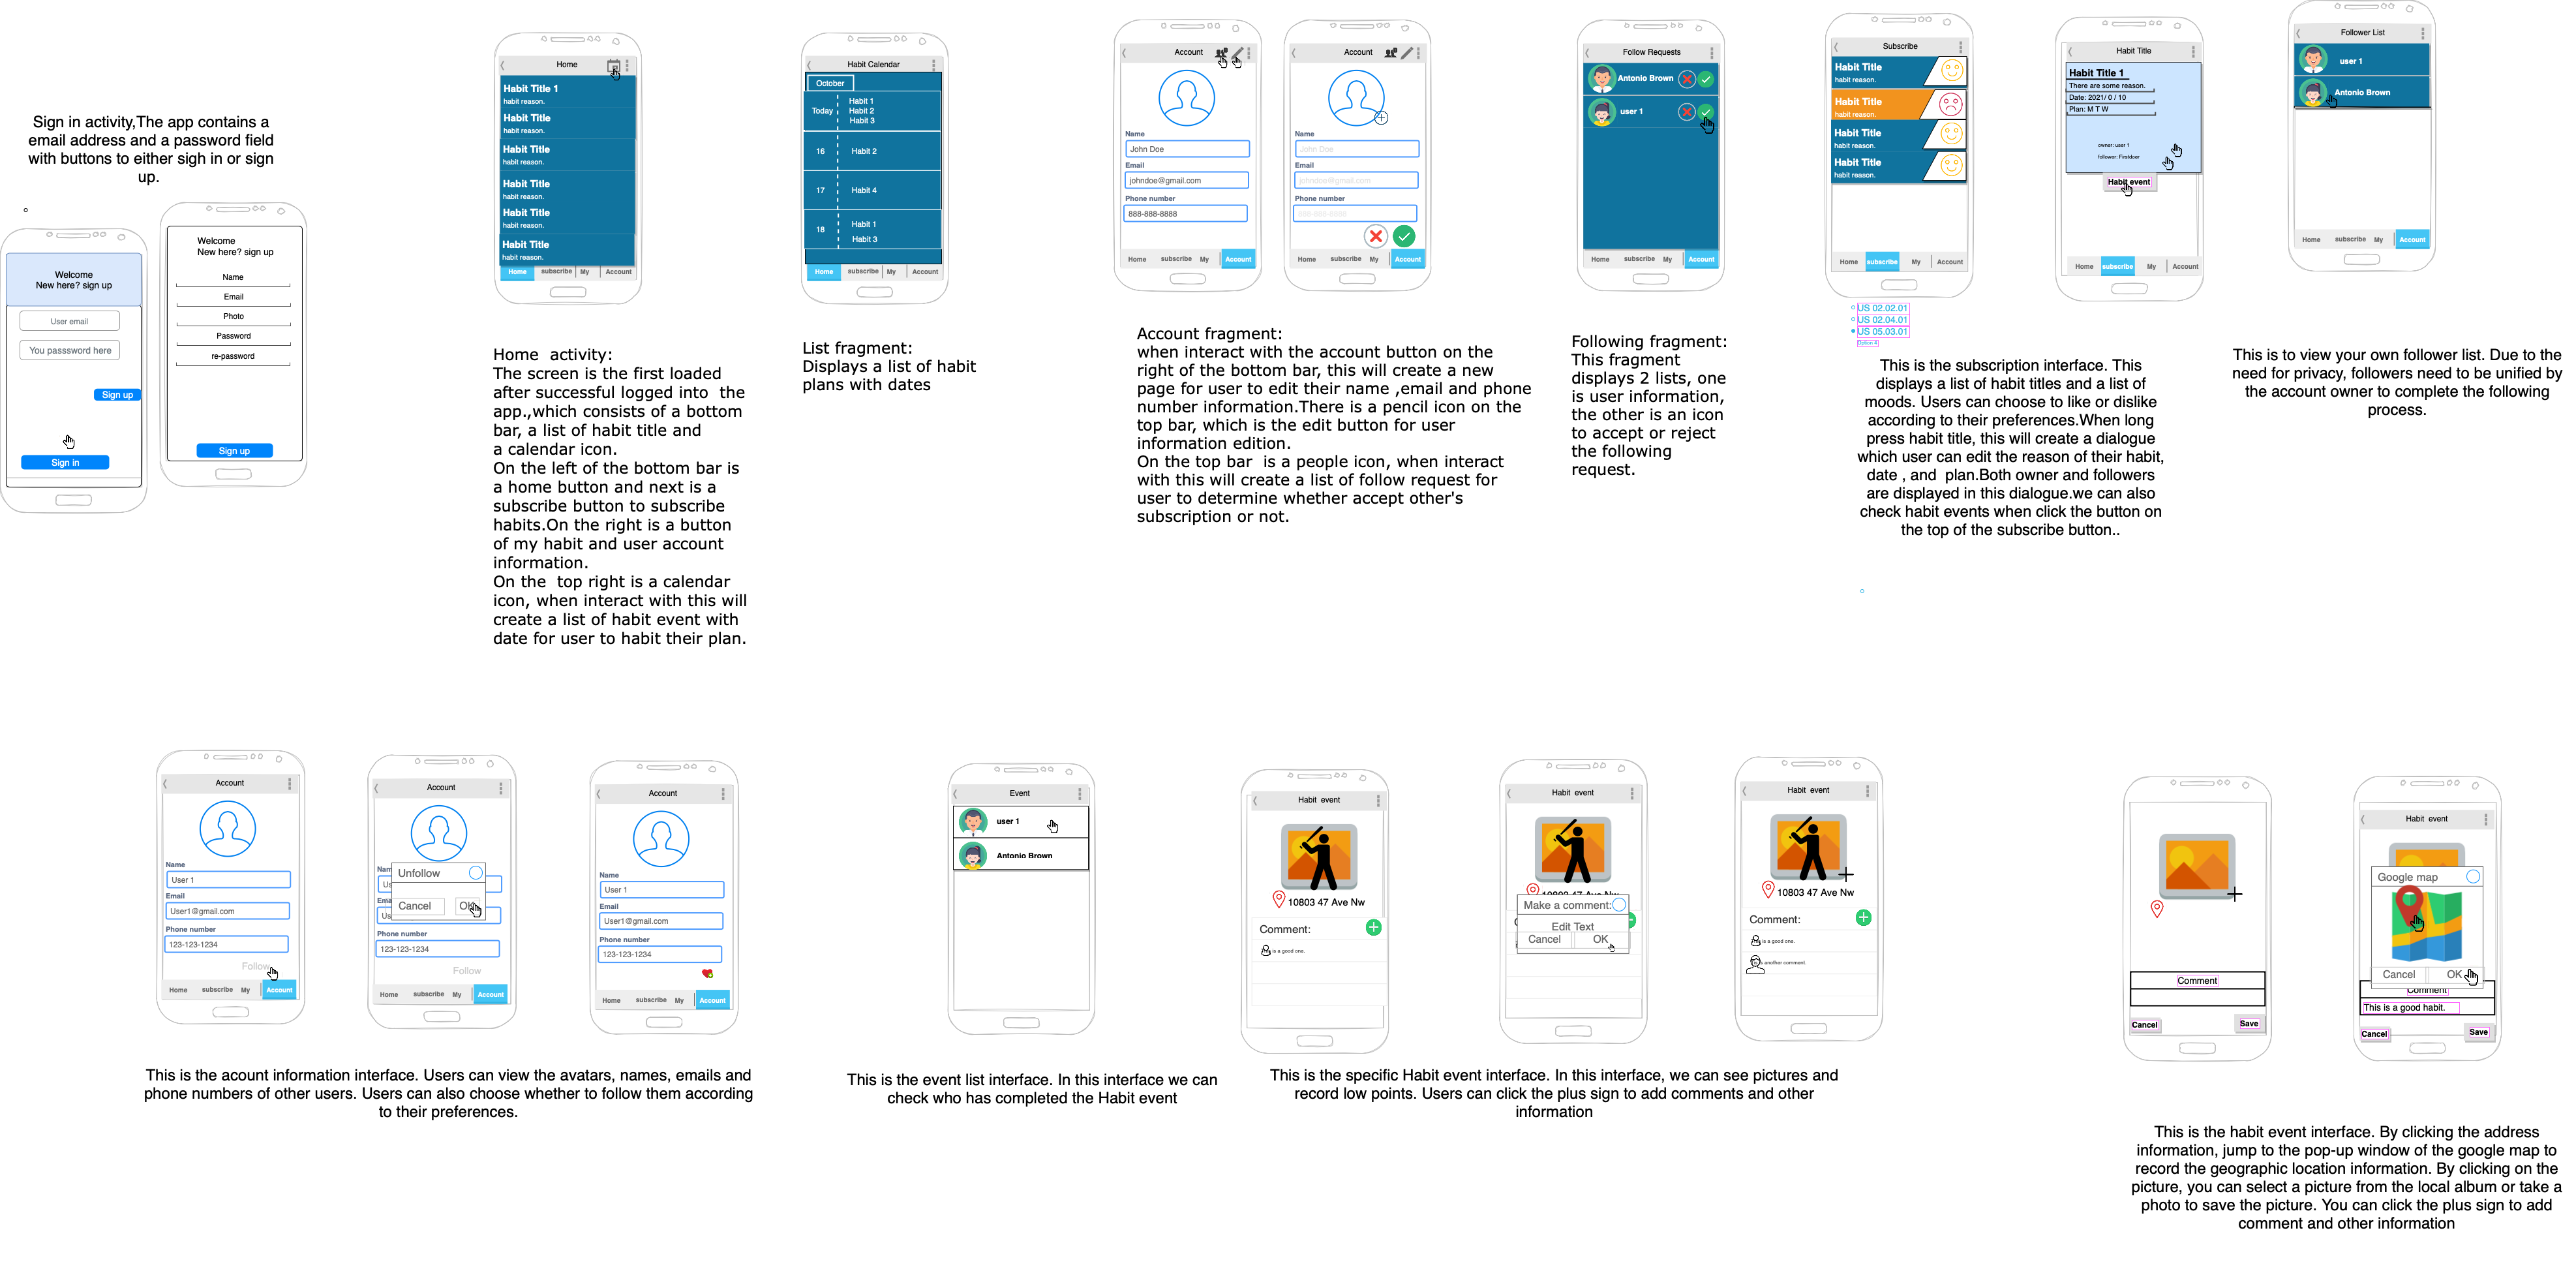 Sign in activity,The app contains a
email address and a password field
with buttons to either sigh in or sign
up.
Welcome
New here? sign up
User email
You passsword here
Sign up
Sign in
Welcome
New here? sign up
Name
Email
Photo
Password
re-password
Sign up
Home
Habit Title 1
habit reason.
Habit Title
habit reason.
Habit Title
habit reason.
Habit Title
habit reason.
Habit Title
habit reason.
Habit Title
habit reason.
Home subscribe My Account
Home activity:
The screen is the first loaded
after successful logged into the
app.,which consists of a bottom
bar, a list of habit title and
a calendar icon.
On the left of the bottom bar is
a home button and next is a
subscribe button to subscribe
habits.On the right is a button
of my habit and user account
information.
On the top right is a calendar
icon, when interact with this will
create a list of habit event with
date for user to habit their plan.
Habit Calendar
October
Today
Habit 1
Habit 2
Habit 3
16 Habit 2
17 Habit 4
18
Habit 1
Habit 3
Home subscribe My Account
List fragment:
Displays a list of habit
plans with dates
Account
Name
John Doe
Email
johndoe@gmail.com
Phone number
888-888-8888
Home subscribe My Account
Account
Name
John Doe
Email
johndoe@gmail.com
Phone number
888-888-8888
Home subscribe My Account
Account fragment:
when interact with the account button on the
right of the bottom bar, this will create a new
page for user to edit their name ,email and phone
number information.There is a pencil icon on the
top bar, which is the edit button for user
information edition.
On the top bar is a people icon, when interact
with this will create a list of follow request for
user to determine whether accept other's
subscription or not.
Follow Requests
Antonio Brown
user 1
Home subscribe My Account
Following fragment:
This fragment
displays 2 lists, one
is user information,
the other is an icon
to accept or reject
the following
request.
Subscribe
Habit Title
habit reason.
Habit Title
habit reason.
Habit Title
habit reason.
Habit Title
habit reason.
Home subscribe My Account
US 02.02.01
US 02.04.01
US 05.03.01
Option 4
Habit Title
Habit Title 1
There are some reason.
Date: 2021/ 0 / 10
Plan: M T W
owner: user 1
follower: Firstdoer
Habit event
Home subscribe My Account
This is the subscription interface. This
displays a list of habit titles and a list of
moods. Users can choose to like or dislike
according to their preferences.When long
press habit title, this will create a dialogue
which user can edit the reason of their habit,
date , and plan.Both owner and followers
are displayed in this dialogue.we can also
check habit events when click the button on
the top of the subscribe button..
Follower List
user 1
Antonio Brown
Home subscribe My Account
This is to view your own follower list. Due to the
need for privacy, followers need to be unified by
the account owner to complete the following
process.
Account
Name
User 1
Email
User1@gmail.com
Phone number
123-123-1234
Follow
Home subscribe My Account
Account
Unfollow
Cancel OK
Phone number
123-123-1234
Follow
Home subscribe My Account
Account
Name
User 1
Email
User1@gmail.com
Phone number
123-123-1234
Home subscribe My Account
This is the acount information interface. Users can view the avatars, names, emails and
phone numbers of other users. Users can also choose whether to follow them according
to their preferences.
Event
user 1
Antonio Brown
This is the event list interface. In this interface we can
check who has completed the Habit event
Habit event
10803 47 Ave Nw
Comment:
is a good one.
Habit event
10803 47 Ave Nw
Make a comment:
Edit Text
Cancel OK
Habit event
10803 47 Ave Nw
Comment:
is a good one.
another comment.
This is the specific Habit event interface. In this interface, we can see pictures and
record low points. Users can click the plus sign to add comments and other
information
Comment
Cancel Save
Habit event
Google map
Cancel OK
Comment
This is a good habit.
Cancel Save
This is the habit event interface. By clicking the address
information, jump to the pop-up window of the google map to
record the geographic location information. By clicking on the
picture, you can select a picture from the local album or take a
photo to save the picture. You can click the plus sign to add
comment and other information